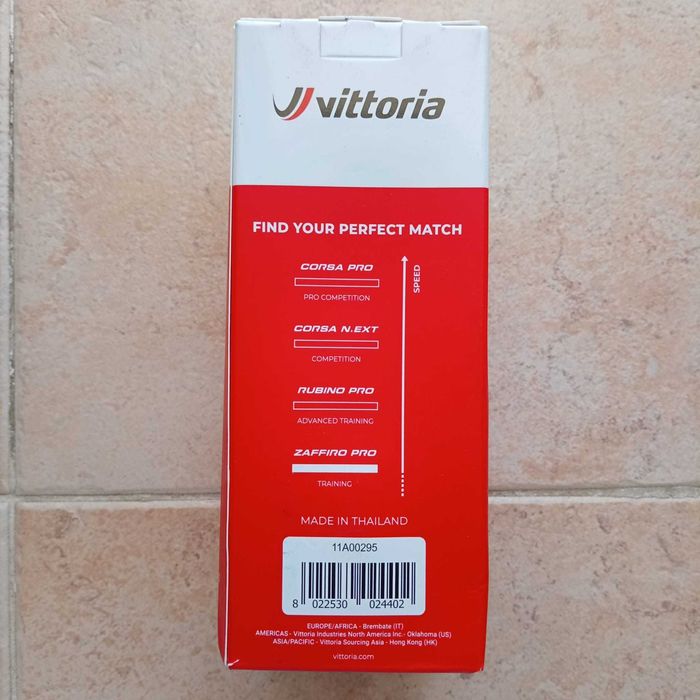 vittoria
FIND YOUR PERFECT MATCH
CORSA PRO
PRO COMPETITION
SPEED
CORSA N.EXT
COMPETITION
RUBINO PRO
ADVANCED TRAINING
ZAFFIRO PRO
TRAINING
MADE IN THAILAND
11A00295
8 022530 024402
EUROPE/AFRICA - Brembate (IT)
AMERICAS - Vittoria Industries North America Inc.- Oklahoma (US)
ASIA/PACIFIC - Vittoria Sourcing Asia - Hong Kong (HK)
vittoria.com